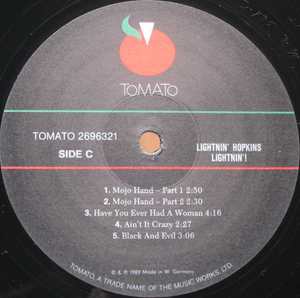 TOMATO
TOMATO 2696321
SIDE C
LIGHTNIN' HOPKINS
LIGHTNIN'!
1. Mojo Hand – Part 1 2:50
2. Mojo Hand – Part 2 2:30
3. Have You Ever Had A Woman 4:16
4. Ain't It Crazy 2:27
5. Black And Evil 3:06
© & ℗ 1989 Made in W. Germany
TOMATO, A TRADE NAME OF THE MUSIC WORKS, LTD.